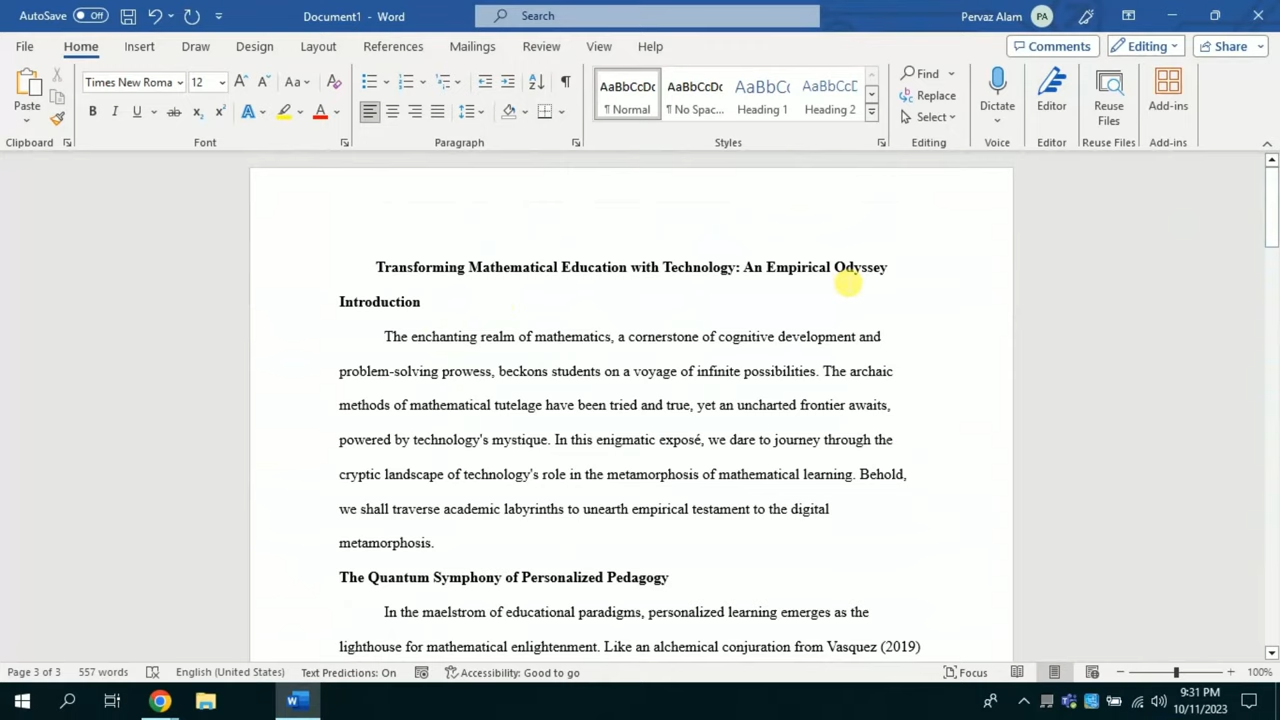 AutoSave Off Document1 - Word Search Pervaz Alam PA
File Home Insert Draw Design Layout References Mailings Review View Help Comments Editing Share
Paste Times New Roma 12 Aa AaBbCcDc AaBbCcDc AaBbCc AaBbCcD Find Replace Select Dictate Editor Reuse Files Add-ins
B I U ab x₂ x² A A ¶ Normal ¶ No Spac... Heading 1 Heading 2
Clipboard Font Paragraph Styles Editing Voice Editor Reuse Files Add-ins
Transforming Mathematical Education with Technology: An Empirical Odyssey
Introduction
The enchanting realm of mathematics, a cornerstone of cognitive development and
problem-solving prowess, beckons students on a voyage of infinite possibilities. The archaic
methods of mathematical tutelage have been tried and true, yet an uncharted frontier awaits,
powered by technology's mystique. In this enigmatic exposé, we dare to journey through the
cryptic landscape of technology's role in the metamorphosis of mathematical learning. Behold,
we shall traverse academic labyrinths to unearth empirical testament to the digital
metamorphosis.
The Quantum Symphony of Personalized Pedagogy
In the maelstrom of educational paradigms, personalized learning emerges as the
lighthouse for mathematical enlightenment. Like an alchemical conjuration from Vasquez (2019)
Page 3 of 3 557 words English (United States) Text Predictions: On Accessibility: Good to go Focus 100%
9:31 PM
10/11/2023